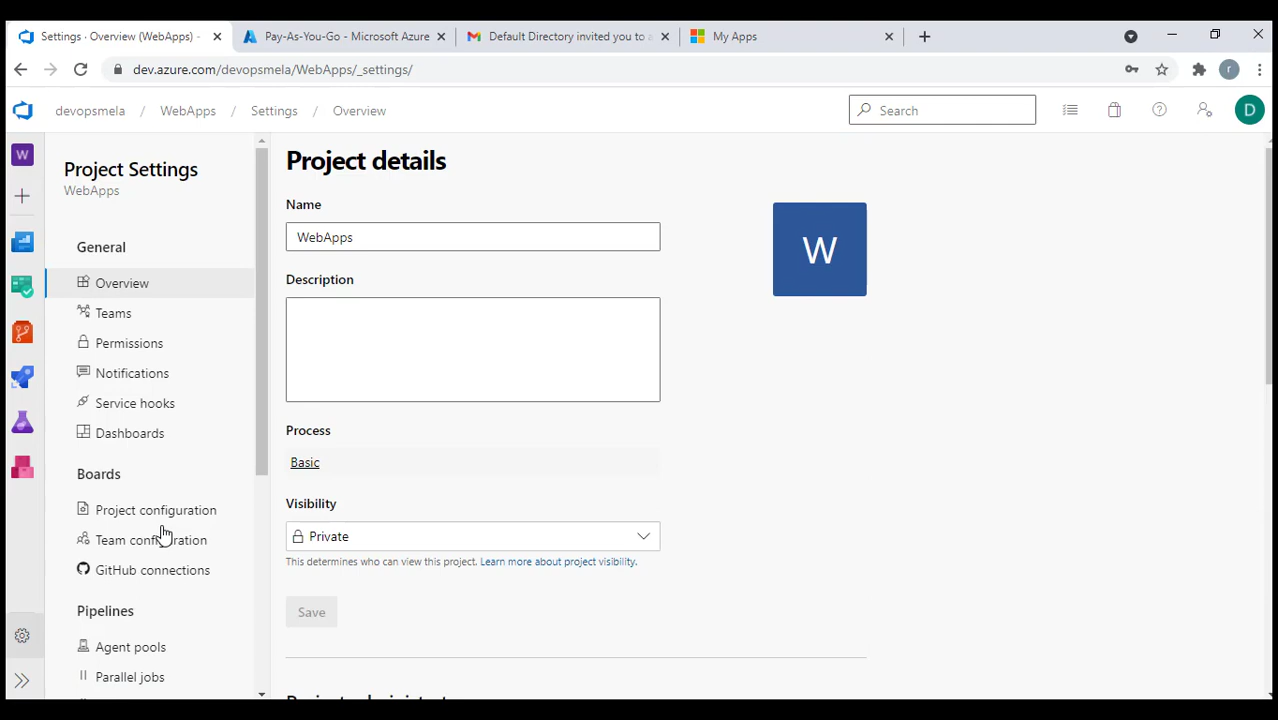 Settings · Overview (WebApps) -
Pay-As-You-Go - Microsoft Azure
Default Directory invited you to a
My Apps
dev.azure.com/devopsmela/WebApps/_settings/
r
devopsmela / WebApps / Settings / Overview
Search
D
W
Project Settings
WebApps
General
Overview
Teams
Permissions
Notifications
Service hooks
Dashboards
Boards
Project configuration
Team configuration
GitHub connections
Pipelines
Agent pools
Parallel jobs
Project details
Name
WebApps
W
Description
Process
Basic
Visibility
Private
This determines who can view this project. Learn more about project visibility.
Save